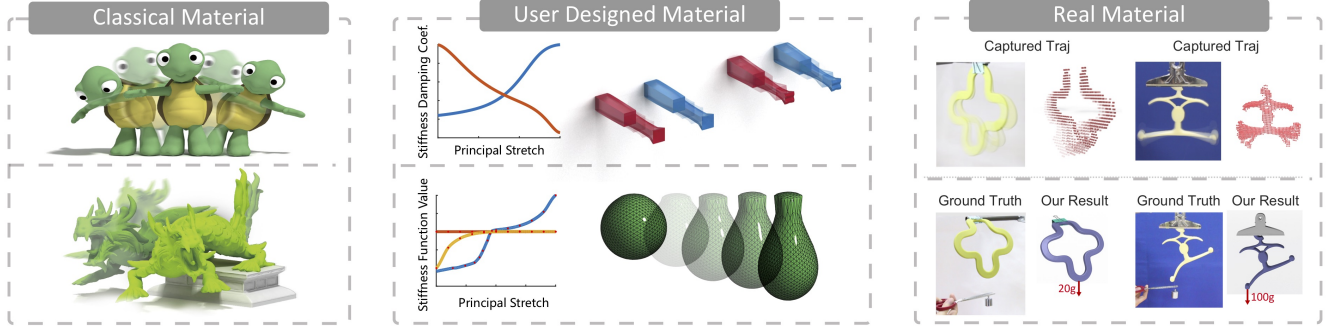 Classical Material
User Designed Material
Stiffness Damping Coef.
Principal Stretch
Stiffness Function Value
Principal Stretch
Real Material
Captured Traj
Captured Traj
Ground Truth
Our Result
Ground Truth
Our Result
20g
100g